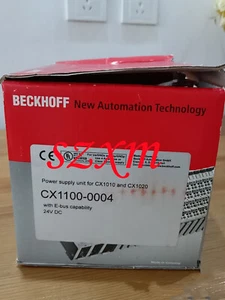 BECKHOFF New Automation Technology
CE
szxm
Power supply unit for CX1010 and CX1020
CX1100-0004
with E-bus capability
24V DC